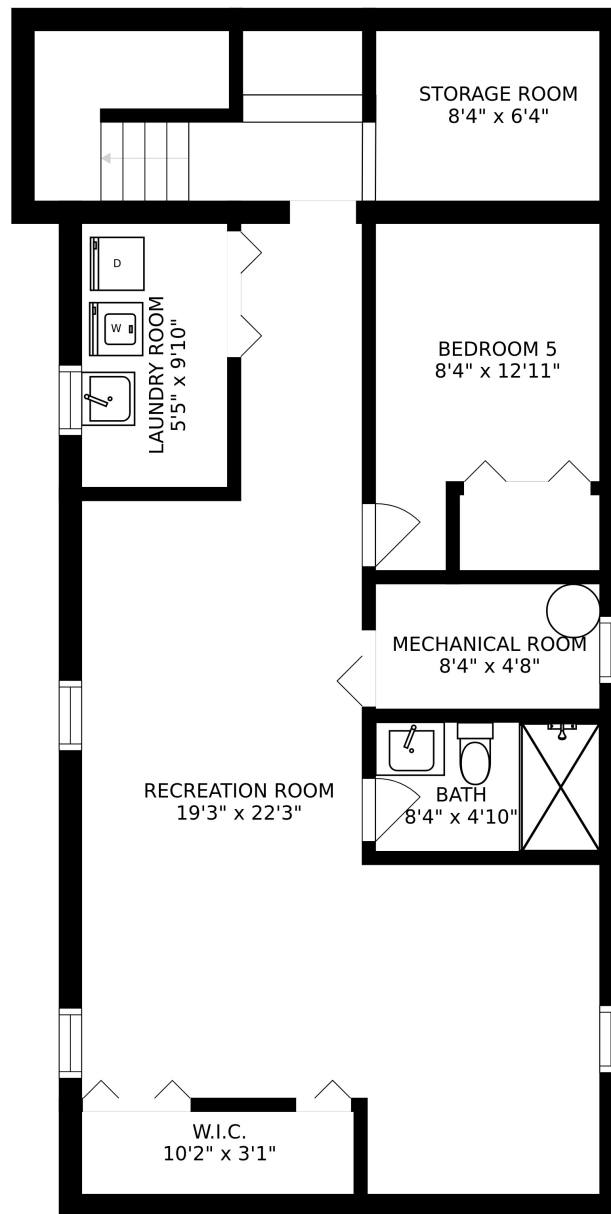 STORAGE ROOM
8'4" x 6'4"
D
W
LAUNDRY ROOM
5'5" x 9'10"
BEDROOM 5
8'4" x 12'11"
MECHANICAL ROOM
8'4" x 4'8"
RECREATION ROOM
19'3" x 22'3"
BATH
8'4" x 4'10"
W.I.C.
10'2" x 3'1"